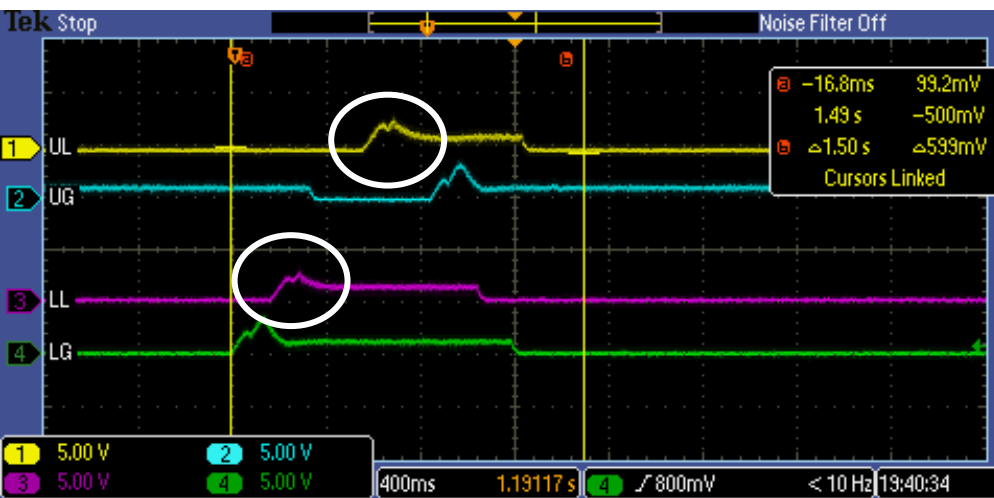 Tek Stop Noise Filter Off
a
b
a -16.8ms 99.2mV
1.49 s -500mV
b △1.50 s △599mV
Cursors Linked
1 UL
2 UG
3 LL
4 LG
1 5.00 V 2 5.00 V
3 5.00 V 4 5.00 V
400ms 1.19117 s 4 800mV < 10 Hz 19:40:34